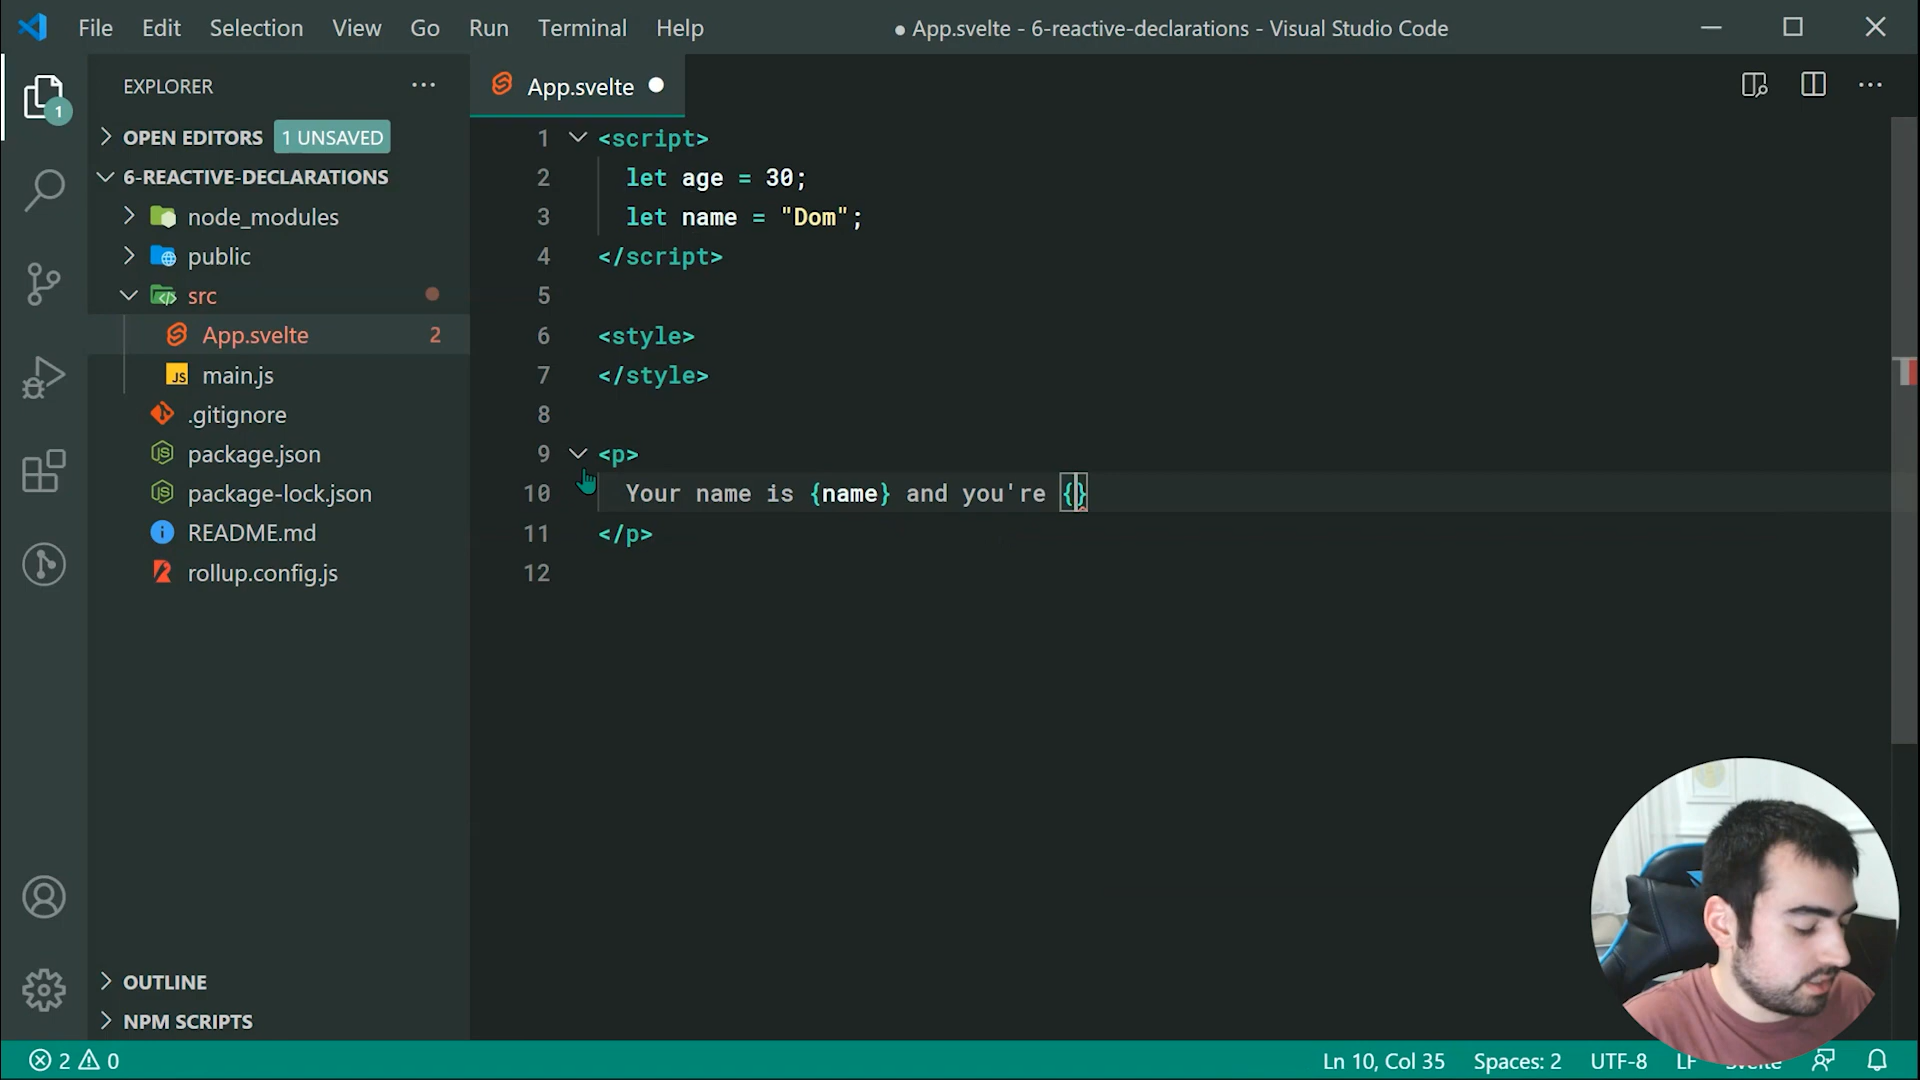 File Edit Selection View Go Run Terminal Help
● App.svelte - 6-reactive-declarations - Visual Studio Code
EXPLORER
1
OPEN EDITORS 1 UNSAVED
6-REACTIVE-DECLARATIONS
node_modules
public
src
App.svelte 2
JS main.js
.gitignore
package.json
package-lock.json
README.md
rollup.config.js
OUTLINE
NPM SCRIPTS
App.svelte
1 <script>
2 let age = 30;
3 let name = "Dom";
4 </script>
5
6 <style>
7 </style>
8
9 <p>
10 Your name is {name} and you're {}
11 </p>
12
2 0
Ln 10, Col 35 Spaces: 2 UTF-8 LF Svelte